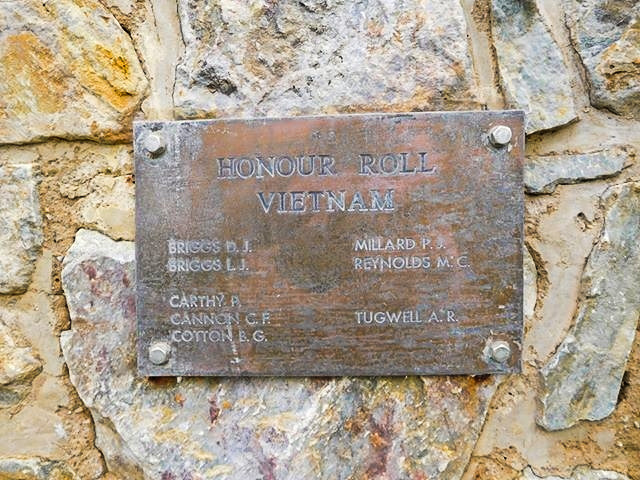 HONOUR ROLL
VIETNAM
BRIGGS D. J.
BRIGGS L. J.
CARTHY P.
CANNON C. F.
COTTON B. G.
MILLARD P. J.
REYNOLDS M. C.
TUGWELL A. R.